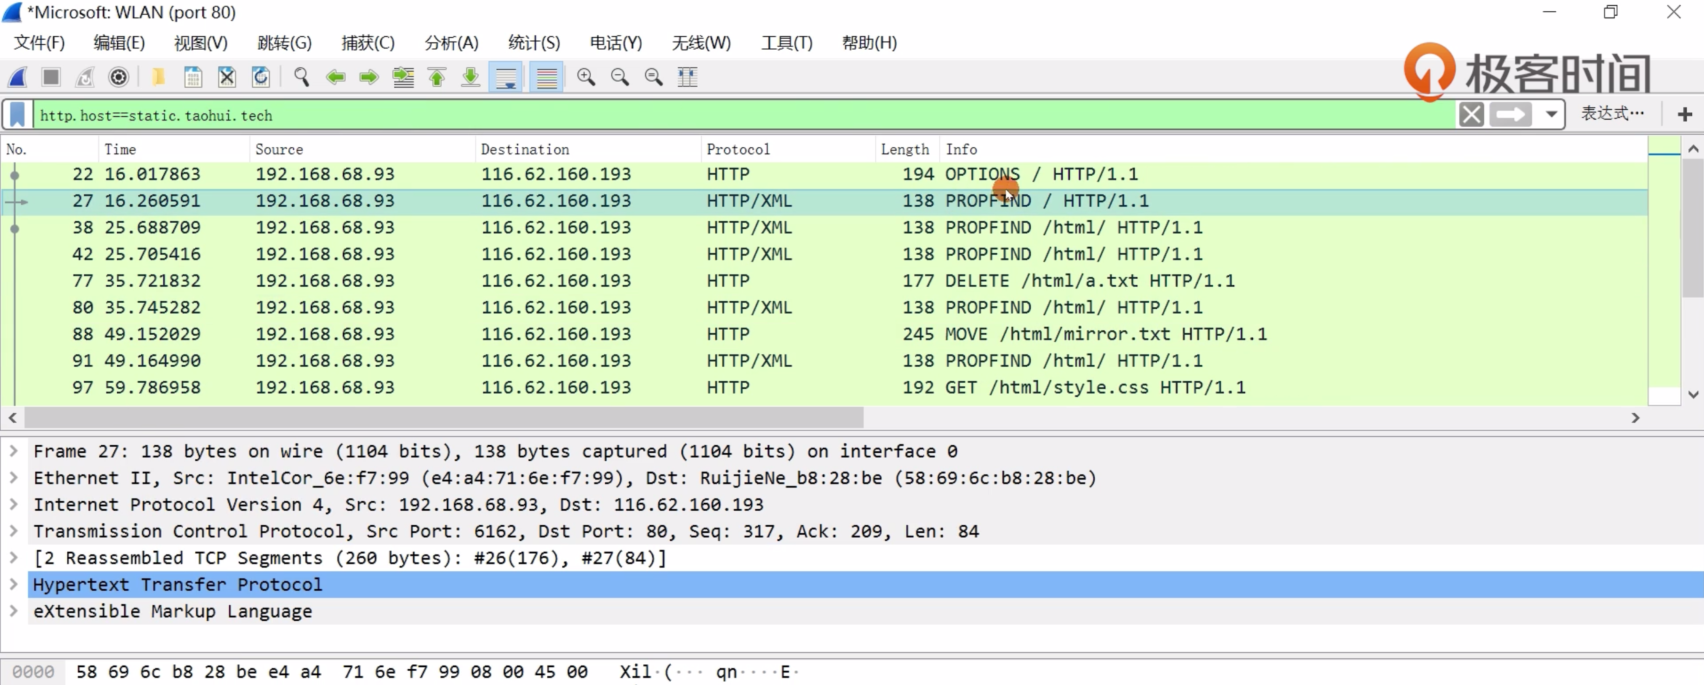 *Microsoft: WLAN (port 80)
文件(F) 编辑(E) 视图(V) 跳转(G) 捕获(C) 分析(A) 统计(S) 电话(Y) 无线(W) 工具(T) 帮助(H)
极客时间
http.host==static.taohui.tech 表达式…
No. Time Source Destination Protocol Length Info
22 16.017863 192.168.68.93 116.62.160.193 HTTP 194 OPTIONS / HTTP/1.1
27 16.260591 192.168.68.93 116.62.160.193 HTTP/XML 138 PROPFIND / HTTP/1.1
38 25.688709 192.168.68.93 116.62.160.193 HTTP/XML 138 PROPFIND /html/ HTTP/1.1
42 25.705416 192.168.68.93 116.62.160.193 HTTP/XML 138 PROPFIND /html/ HTTP/1.1
77 35.721832 192.168.68.93 116.62.160.193 HTTP 177 DELETE /html/a.txt HTTP/1.1
80 35.745282 192.168.68.93 116.62.160.193 HTTP/XML 138 PROPFIND /html/ HTTP/1.1
88 49.152029 192.168.68.93 116.62.160.193 HTTP 245 MOVE /html/mirror.txt HTTP/1.1
91 49.164990 192.168.68.93 116.62.160.193 HTTP/XML 138 PROPFIND /html/ HTTP/1.1
97 59.786958 192.168.68.93 116.62.160.193 HTTP 192 GET /html/style.css HTTP/1.1
Frame 27: 138 bytes on wire (1104 bits), 138 bytes captured (1104 bits) on interface 0
Ethernet II, Src: IntelCor_6e:f7:99 (e4:a4:71:6e:f7:99), Dst: RuijieNe_b8:28:be (58:69:6c:b8:28:be)
Internet Protocol Version 4, Src: 192.168.68.93, Dst: 116.62.160.193
Transmission Control Protocol, Src Port: 6162, Dst Port: 80, Seq: 317, Ack: 209, Len: 84
[2 Reassembled TCP Segments (260 bytes): #26(176), #27(84)]
Hypertext Transfer Protocol
eXtensible Markup Language
0000 58 69 6c b8 28 be e4 a4 71 6e f7 99 08 00 45 00 Xil·(··· qn····E·